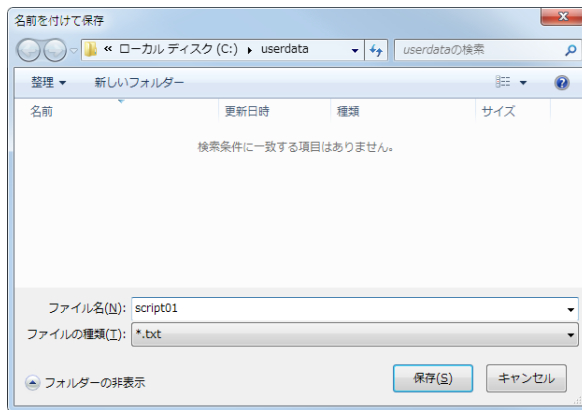 名前を付けて保存
« ローカル ディスク (C:) userdata userdataの検索
整理 新しいフォルダー
名前 更新日時 種類 サイズ
検索条件に一致する項目はありません。
ファイル名(N): script01
ファイルの種類(T): *.txt
フォルダーの非表示 保存(S) キャンセル